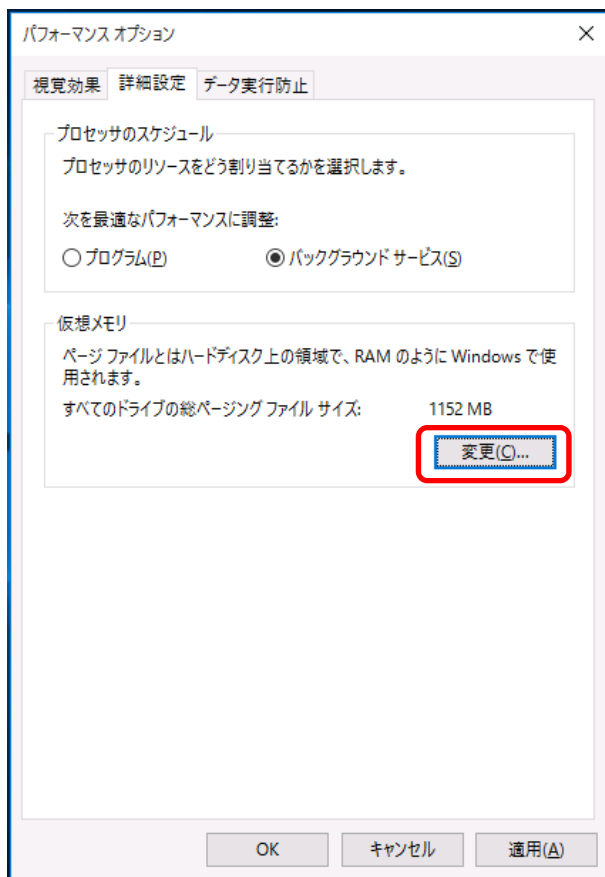 パフォーマンス オプション
視覚効果 詳細設定 データ実行防止
プロセッサのスケジュール
プロセッサのリソースをどう割り当てるかを選択します。
次を最適なパフォーマンスに調整:
プログラム(P) バックグラウンド サービス(S)
仮想メモリ
ページ ファイルとはハードディスク上の領域で、RAM のように Windows で使
用されます。
すべてのドライブの総ページング ファイル サイズ: 1152 MB
変更(C)...
OK キャンセル 適用(A)